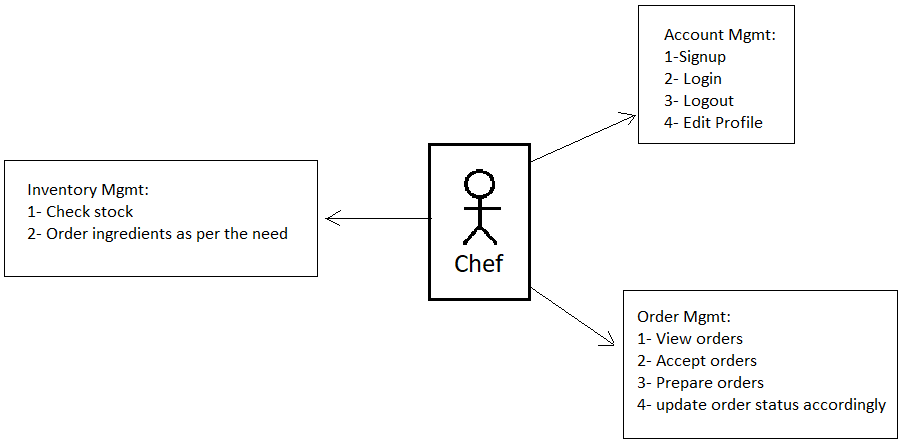 Account Mgmt:
1-Signup
2- Login
3- Logout
4- Edit Profile
Inventory Mgmt:
1- Check stock
2- Order ingredients as per the need
Chef
Order Mgmt:
1- View orders
2- Accept orders
3- Prepare orders
4- update order status accordingly